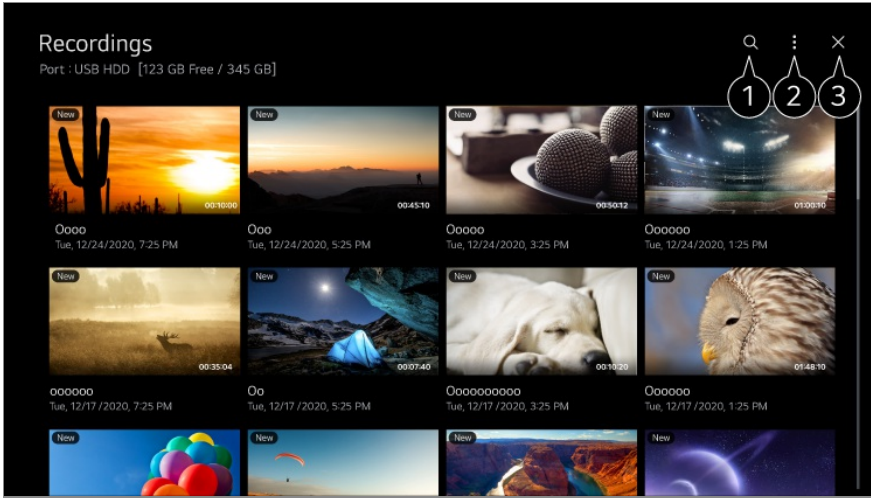 Recordings
Port : USB HDD [123 GB Free / 345 GB]
1 2 3
New New New New
00:10:00 00:45:10 00:50:12 01:00:10
Oooo Ooo Ooooo Oooooo
Tue, 12/24/2020, 7:25 PM Tue, 12/24/2020, 5:25 PM Tue, 12/24/2020, 3:25 PM Tue, 12/24/2020, 1:25 PM
New New New New
00:35:04 00:07:40 00:10:20 01:48:10
oooooo Oo Oooooooooo Oooooo
Tue, 12/17 /2020, 7:25 PM Tue, 12/17 /2020, 5:25 PM Tue, 12/17 /2020, 3:25 PM Tue, 12/17 /2020, 1:25 PM
New New New New